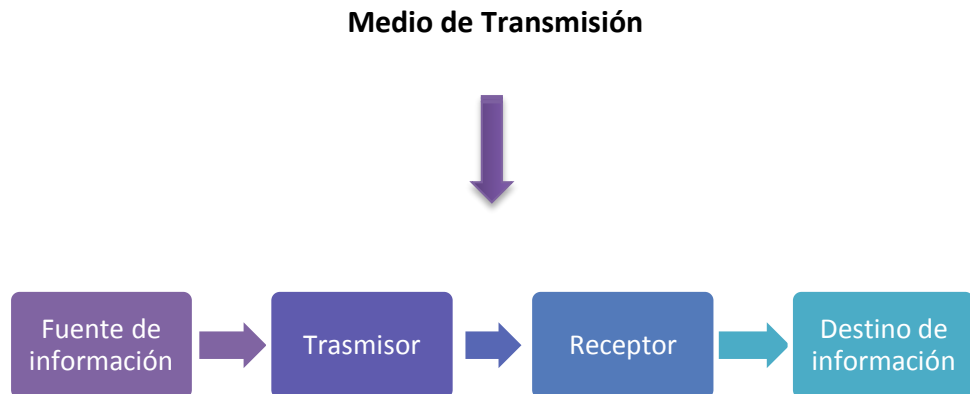 Medio de Transmisión
Fuente de
información
Trasmisor
Receptor
Destino de
información